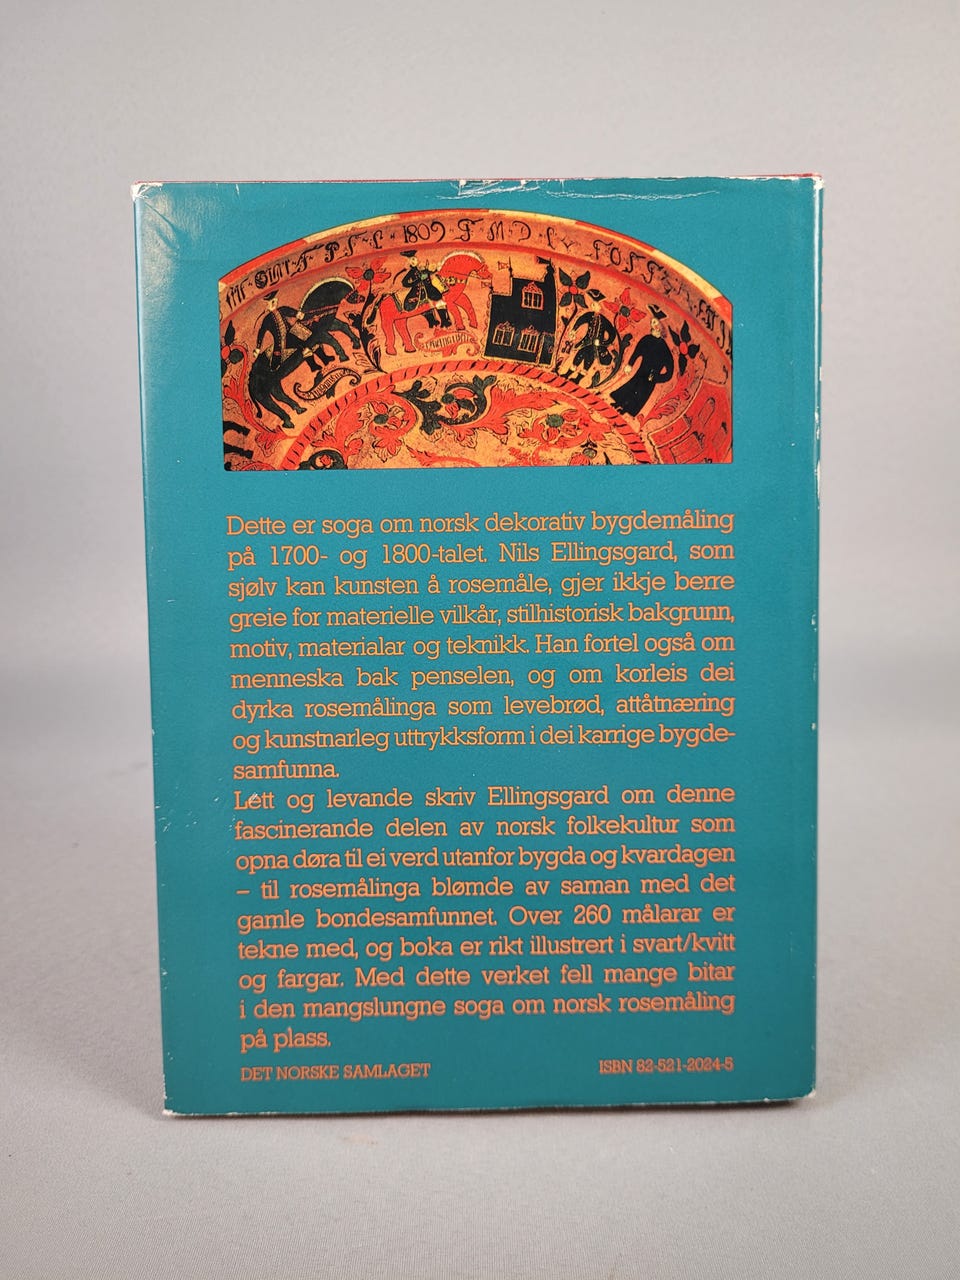 1809
Dette er soga om norsk dekorativ bygdemåling
på 1700- og 1800-talet. Nils Ellingsgard, som
sjølv kan kunsten å rosemåle, gjer ikkje berre
greie for materielle vilkår, stilhistorisk bakgrunn,
motiv, materialar og teknikk. Han fortel også om
menneska bak penselen, og om korleis dei
dyrka rosemålinga som levebrød, attåtnæring
og kunstnarleg uttrykksform i dei karrige bygde-
samfunna.
Lett og levande skriv Ellingsgard om denne
fascinerande delen av norsk folkekultur som
opna døra til ei verd utanfor bygda og kvardagen
– til rosemålinga blømde av saman med det
gamle bondesamfunnet. Over 260 målarar er
tekne med, og boka er rikt illustrert i svart/kvitt
og fargar. Med dette verket fell mange bitar
i den mangslungne soga om norsk rosemåling
på plass.
DET NORSKE SAMLAGET
ISBN 82-521-2024-5